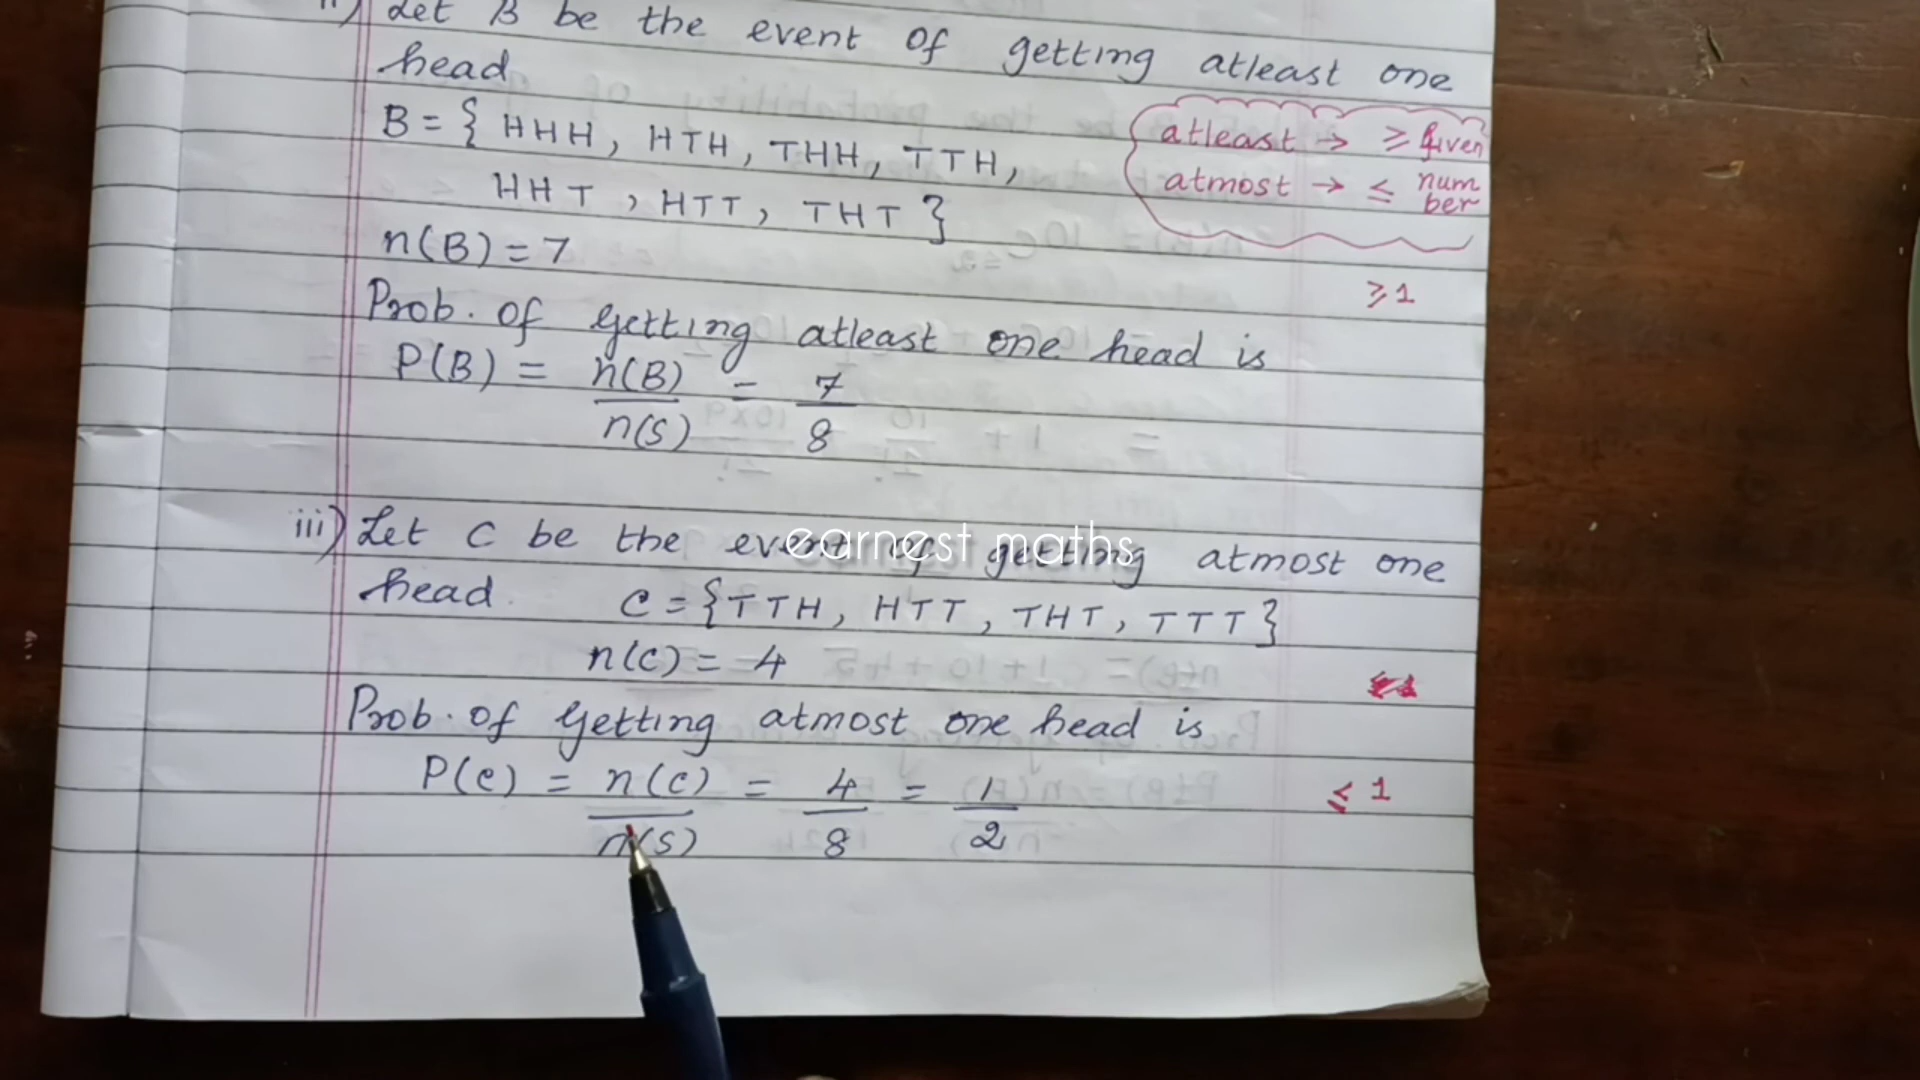 ii) Let B be the event of getting atleast one
head
B = { HHH, HTH, THH, TTH,
HHT, HTT, THT }
atleast → ≥ given
atmost → ≤ num
ber
n(B) = 7
≥ 1
Prob. of getting atleast one head is
P(B) = n(B)/n(S) = 7/8
iii) Let C be the event of getting atmost one
earnest maths
head. C = {TTH, HTT, THT, TTT}
n(C) = 4
Prob. of getting atmost one head is
P(C) = n(C)/n(S) = 4/8 = 1/2
≤ 1